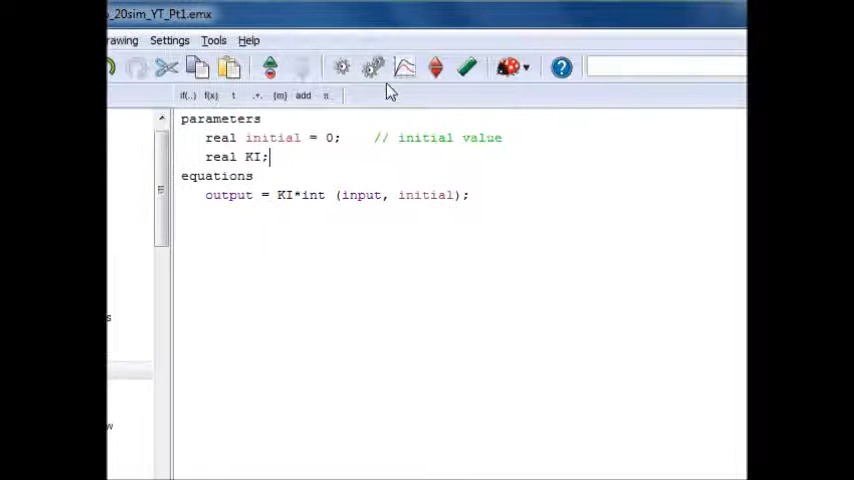 _20sim_YT_Pt1.emx
rawing Settings Tools Help
if(..) f(x) t .+. {m} add π
parameters
real initial = 0; // initial value
real KI;
equations
output = KI*int (input, initial);
s
w